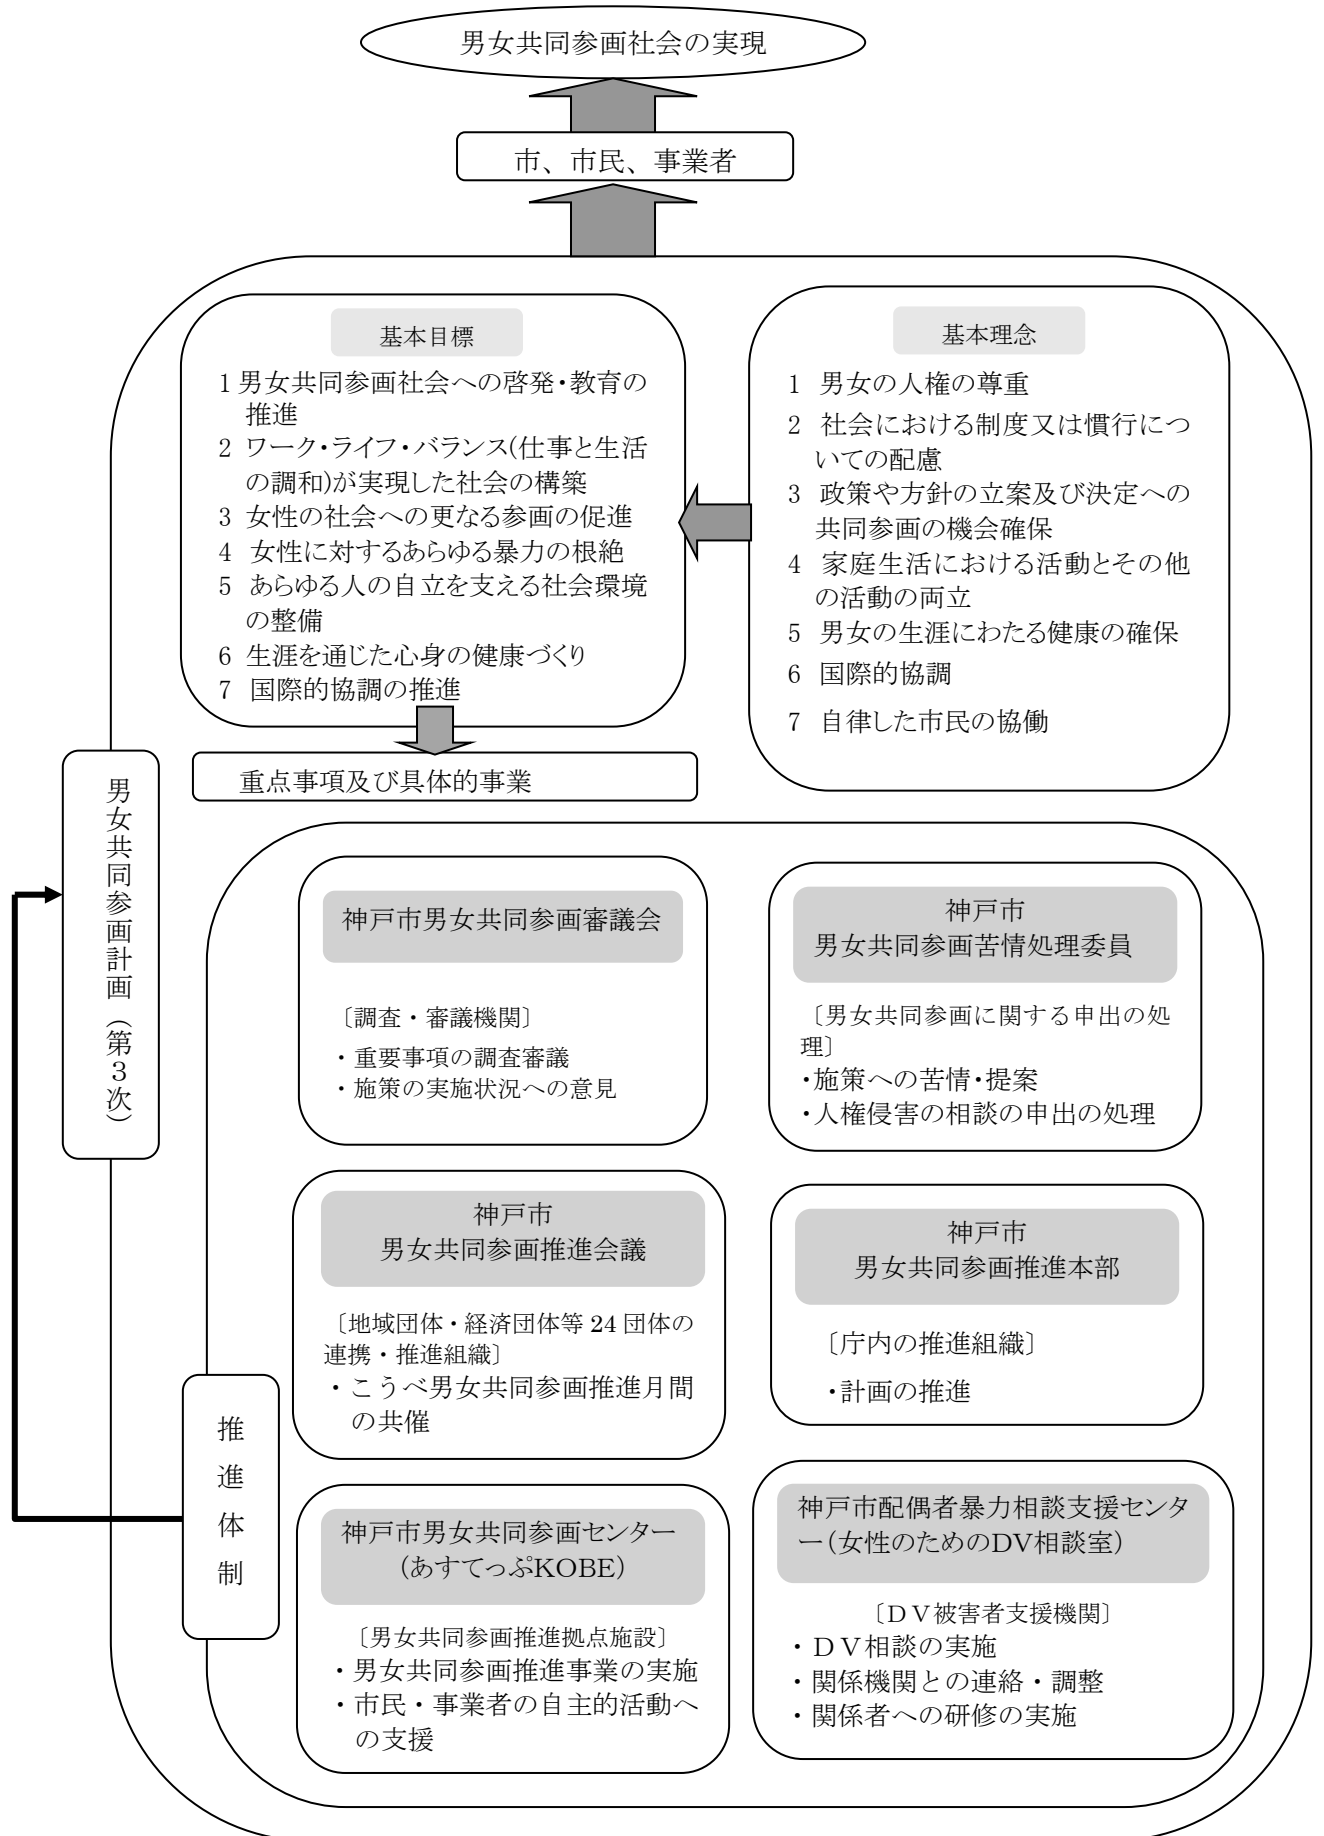 男女共同参画社会の実現
市、市民、事業者
基本目標
1 男女共同参画社会への啓発・教育の
推進
2 ワーク・ライフ・バランス(仕事と生活
の調和)が実現した社会の構築
3 女性の社会への更なる参画の促進
4 女性に対するあらゆる暴力の根絶
5 あらゆる人の自立を支える社会環境
の整備
6 生涯を通じた心身の健康づくり
7 国際的協調の推進
基本理念
1 男女の人権の尊重
2 社会における制度又は慣行につ
いての配慮
3 政策や方針の立案及び決定への
共同参画の機会確保
4 家庭生活における活動とその他
の活動の両立
5 男女の生涯にわたる健康の確保
6 国際的協調
7 自律した市民の協働
重点事項及び具体的事業
男女共同参画計画（第３次）
神戸市男女共同参画審議会
〔調査・審議機関〕
・重要事項の調査審議
・施策の実施状況への意見
神戸市
男女共同参画苦情処理委員
〔男女共同参画に関する申出の処
理〕
・施策への苦情・提案
・人権侵害の相談の申出の処理
神戸市
男女共同参画推進会議
〔地域団体・経済団体等 24 団体の
連携・推進組織〕
・こうべ男女共同参画推進月間
の共催
神戸市
男女共同参画推進本部
〔庁内の推進組織〕
・計画の推進
推進体制
神戸市男女共同参画センター
（あすてっぷKOBE）
〔男女共同参画推進拠点施設〕
・男女共同参画推進事業の実施
・市民・事業者の自主的活動へ
の支援
神戸市配偶者暴力相談支援センタ
ー（女性のためのDV相談室）
〔ＤＶ被害者支援機関〕
・ＤＶ相談の実施
・関係機関との連絡・調整
・関係者への研修の実施